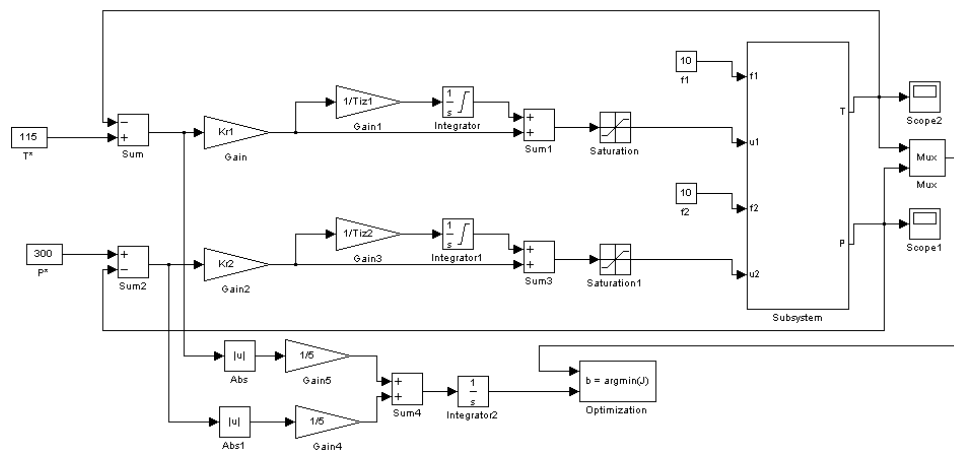 115
T*
−
+
Sum
Kr1
Gain
1/Tiz1
Gain1
1
s
Integrator
+
+
Sum1
Saturation
10
f1
f1
u1
f2
u2
T
P
Subsystem
10
f2
Scope2
Mux
Mux
Scope1
300
P*
+
−
Sum2
Kr2
Gain2
1/Tiz2
Gain3
1
s
Integrator1
+
+
Sum3
Saturation1
|u|
Abs
1/5
Gain5
|u|
Abs1
1/5
Gain4
+
+
Sum4
1
s
Integrator2
b = argmin(J)
Optimization